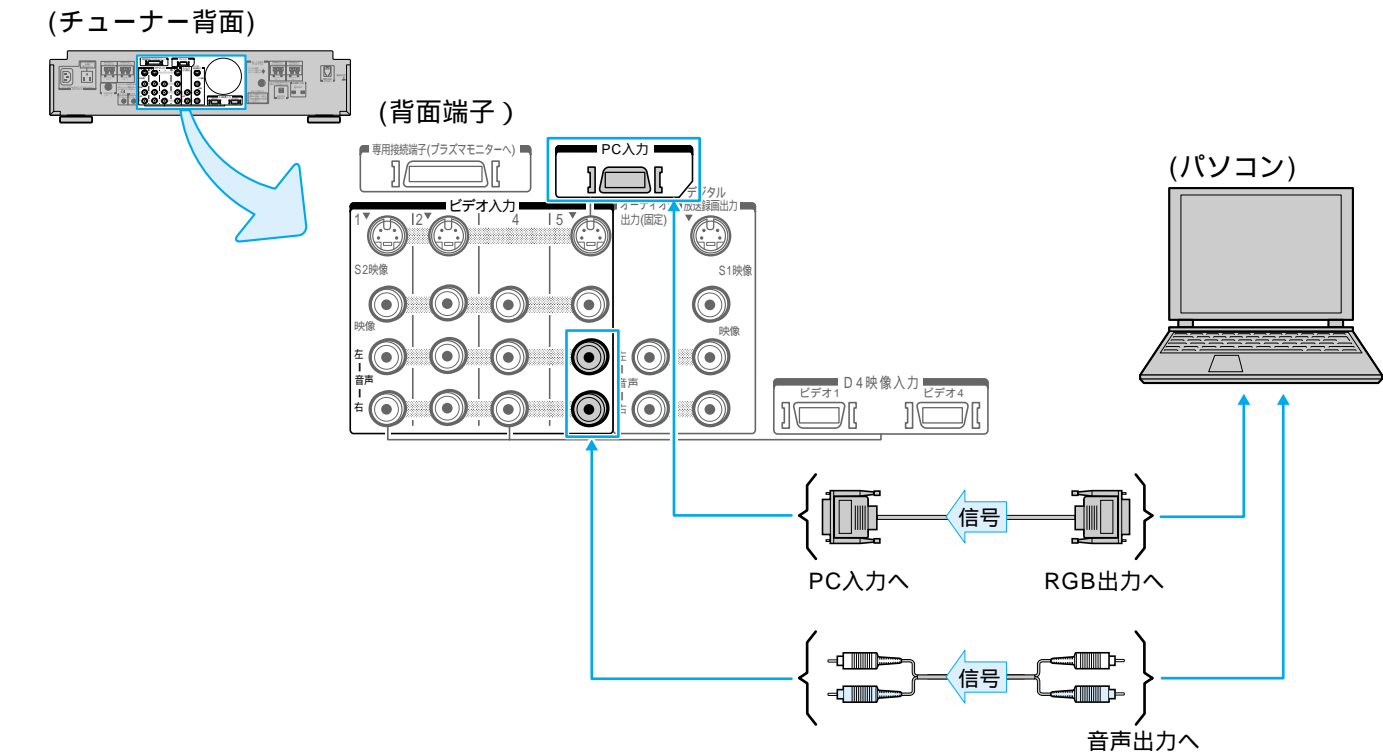 (チューナー背面)
(背面端子)
専用接続端子(プラズマモニターへ)
PC入力
(パソコン)
デジタル
ビデオ入力
オーディオ
放送録画出力
1
2
4
5
出力(固定)
S2映像
S1映像
映像
映像
左
音声
右
左
音声
右
D4映像入力
ビデオ1
ビデオ4
信号
PC入力へ
RGB出力へ
信号
音声出力へ